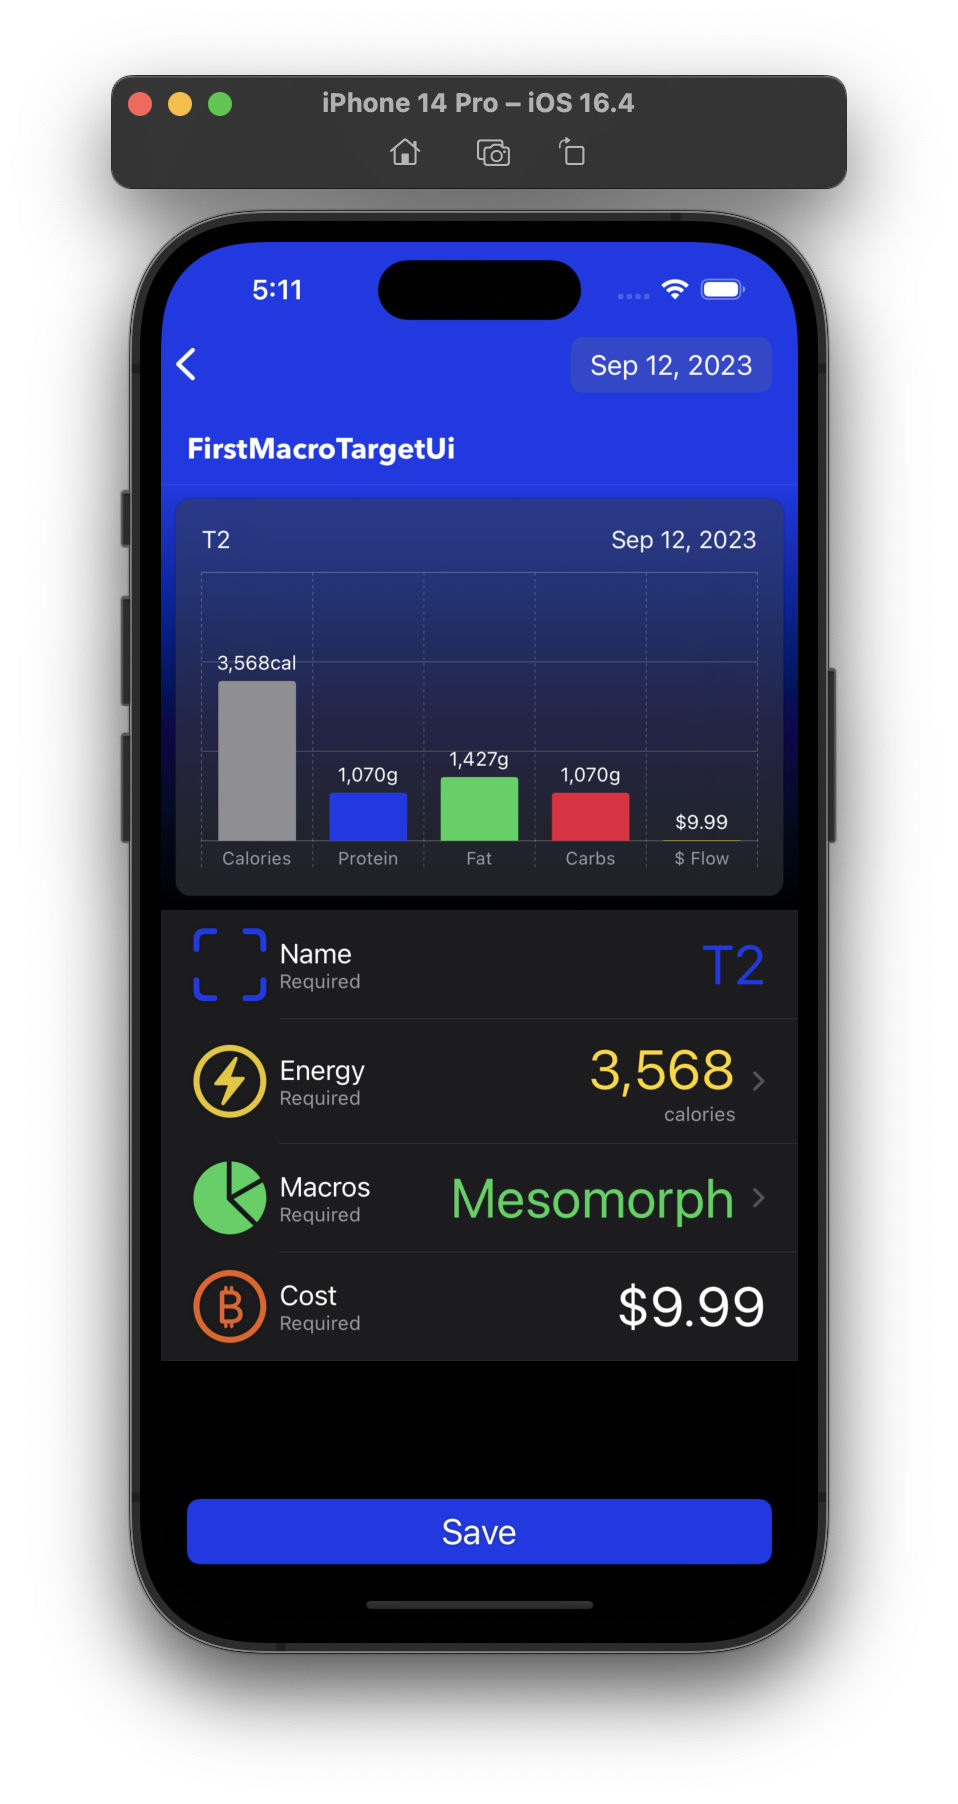 iPhone 14 Pro – iOS 16.4
5:11
Sep 12, 2023
FirstMacroTargetUi
T2 Sep 12, 2023
3,568cal
1,427g
1,070g 1,070g
$9.99
Calories Protein Fat Carbs $ Flow
Name T2
Required
Energy 3,568
Required calories
Macros Mesomorph
Required
Cost $9.99
Required
Save